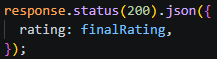 response.status(200).json({
  rating: finalRating,
});